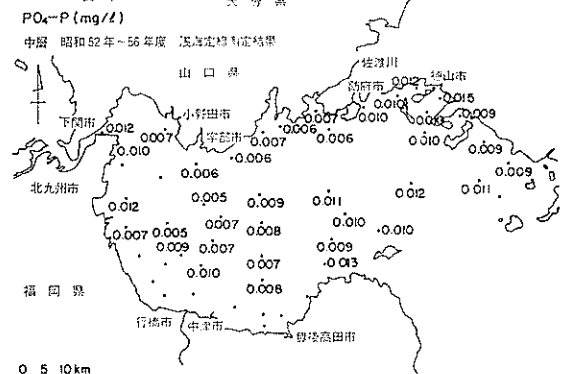 大分県
PO₄-P (mg/ℓ)
中層 昭和52年~56年度 浅海定線測定結果
山口県
佐波川
防府市
徳山市
0.012
0.015
0.010
0.009
0.010
0.007
小野田市
下関市
0.012
0.007
宇部市
0.007
0.006
0.006
0.010
0.009
0.010
0.006
0.006
0.009
北九州市
0.012
0.005
0.009
0.011
0.012
0.011
0.007
0.005
0.007
0.008
0.010
0.010
0.009
0.007
0.009
0.010
0.007
0.013
0.008
福岡県
行橋市
中津市
豊後高田市
0 5 10km